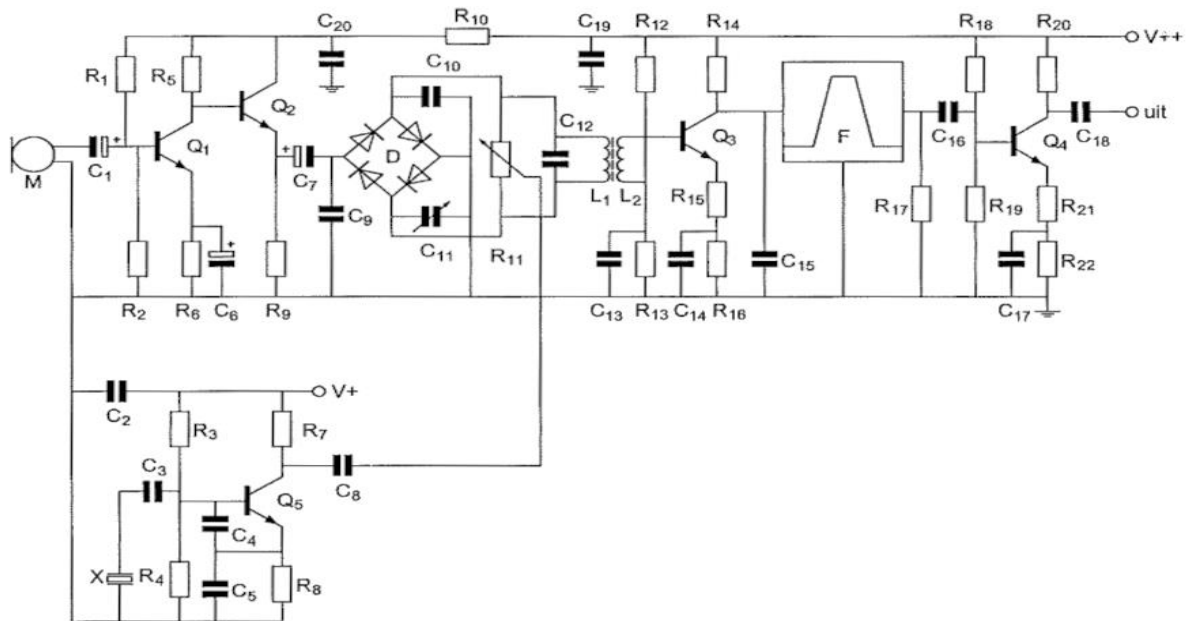 C20 R10 C19 R12 R14 R18 R20
V++
R1 R5 C10
Q2 C12 F C16 uit
Q1 D Q3 Q4 C18
M C1 + + C7 L1 L2
C9 R15 R17 R19 R21
+ C11 R11 C15 R22
R2 R6 C6 R9 C13 R13 C14 R16 C17
V+
C2 R3 R7
C3 C8
Q5
C4
X R4 C5 R8